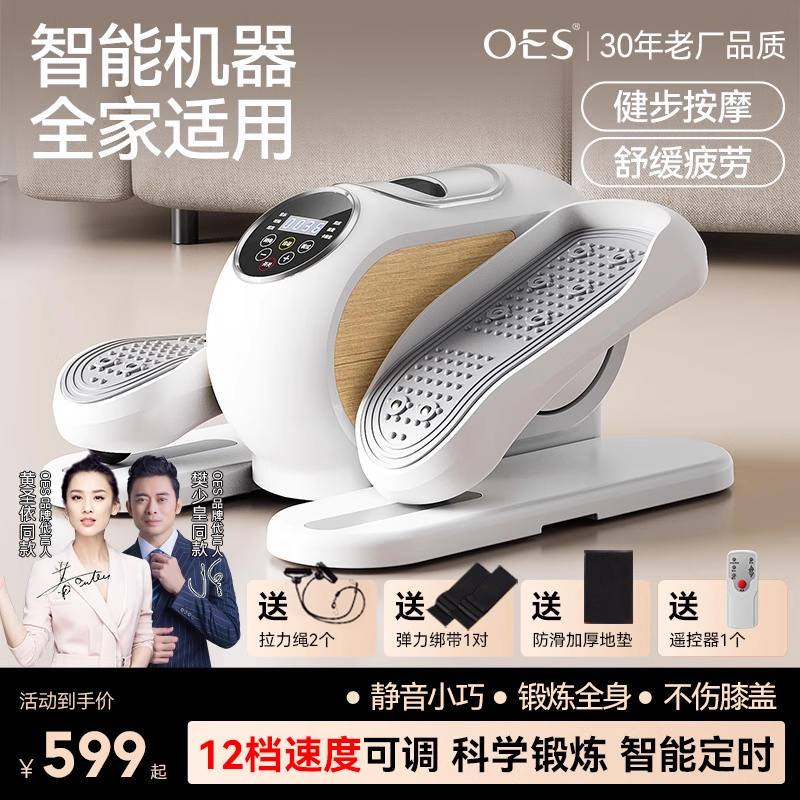 智能机器
全家适用
OES® 30年老厂品质
健步按摩
舒缓疲劳
0:036
OES品牌代言人
黄圣依同款
OES品牌代言人
樊少皇同款
送
拉力绳2个
送
弹力绑带1对
送
防滑加厚地垫
送
遥控器1个
活动到手价
¥599起
• 静音小巧 • 锻炼全身 • 不伤膝盖
12档速度可调 科学锻炼 智能定时